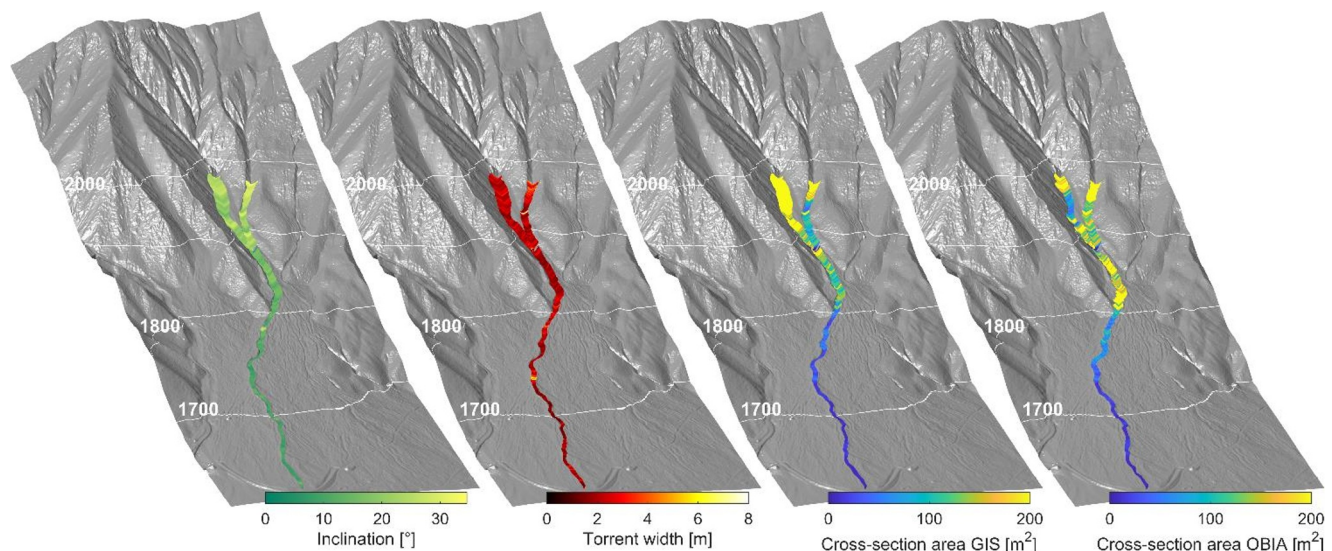 2000 2000 2000 2000
1800 1800 1800 1800
1700 1700 1700 1700
0 10 20 30 0 2 4 6 8 0 100 200 0 100 200
Inclination [°] Torrent width [m] Cross-section area GIS [m²] Cross-section area OBIA [m²]